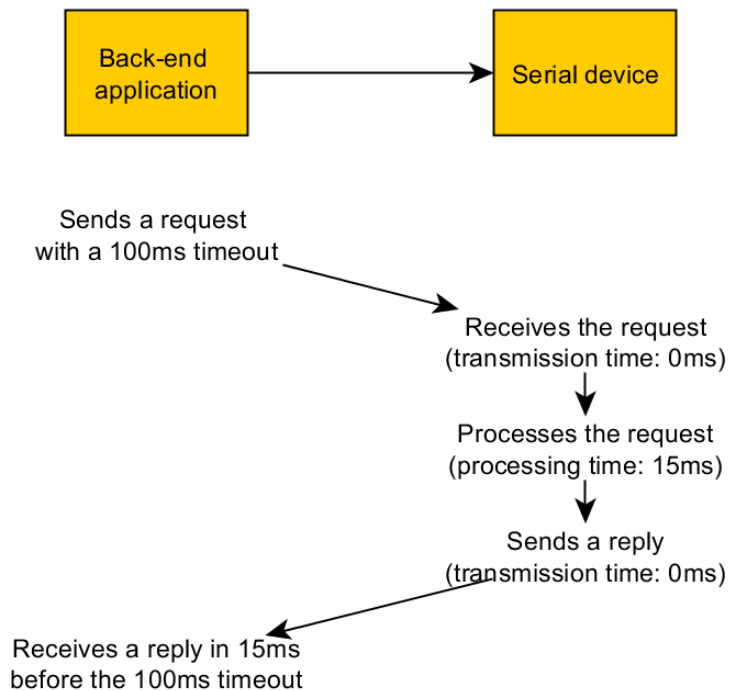 Back-end
application
Serial device
Sends a request
with a 100ms timeout
Receives the request
(transmission time: 0ms)
Processes the request
(processing time: 15ms)
Sends a reply
(transmission time: 0ms)
Receives a reply in 15ms
before the 100ms timeout